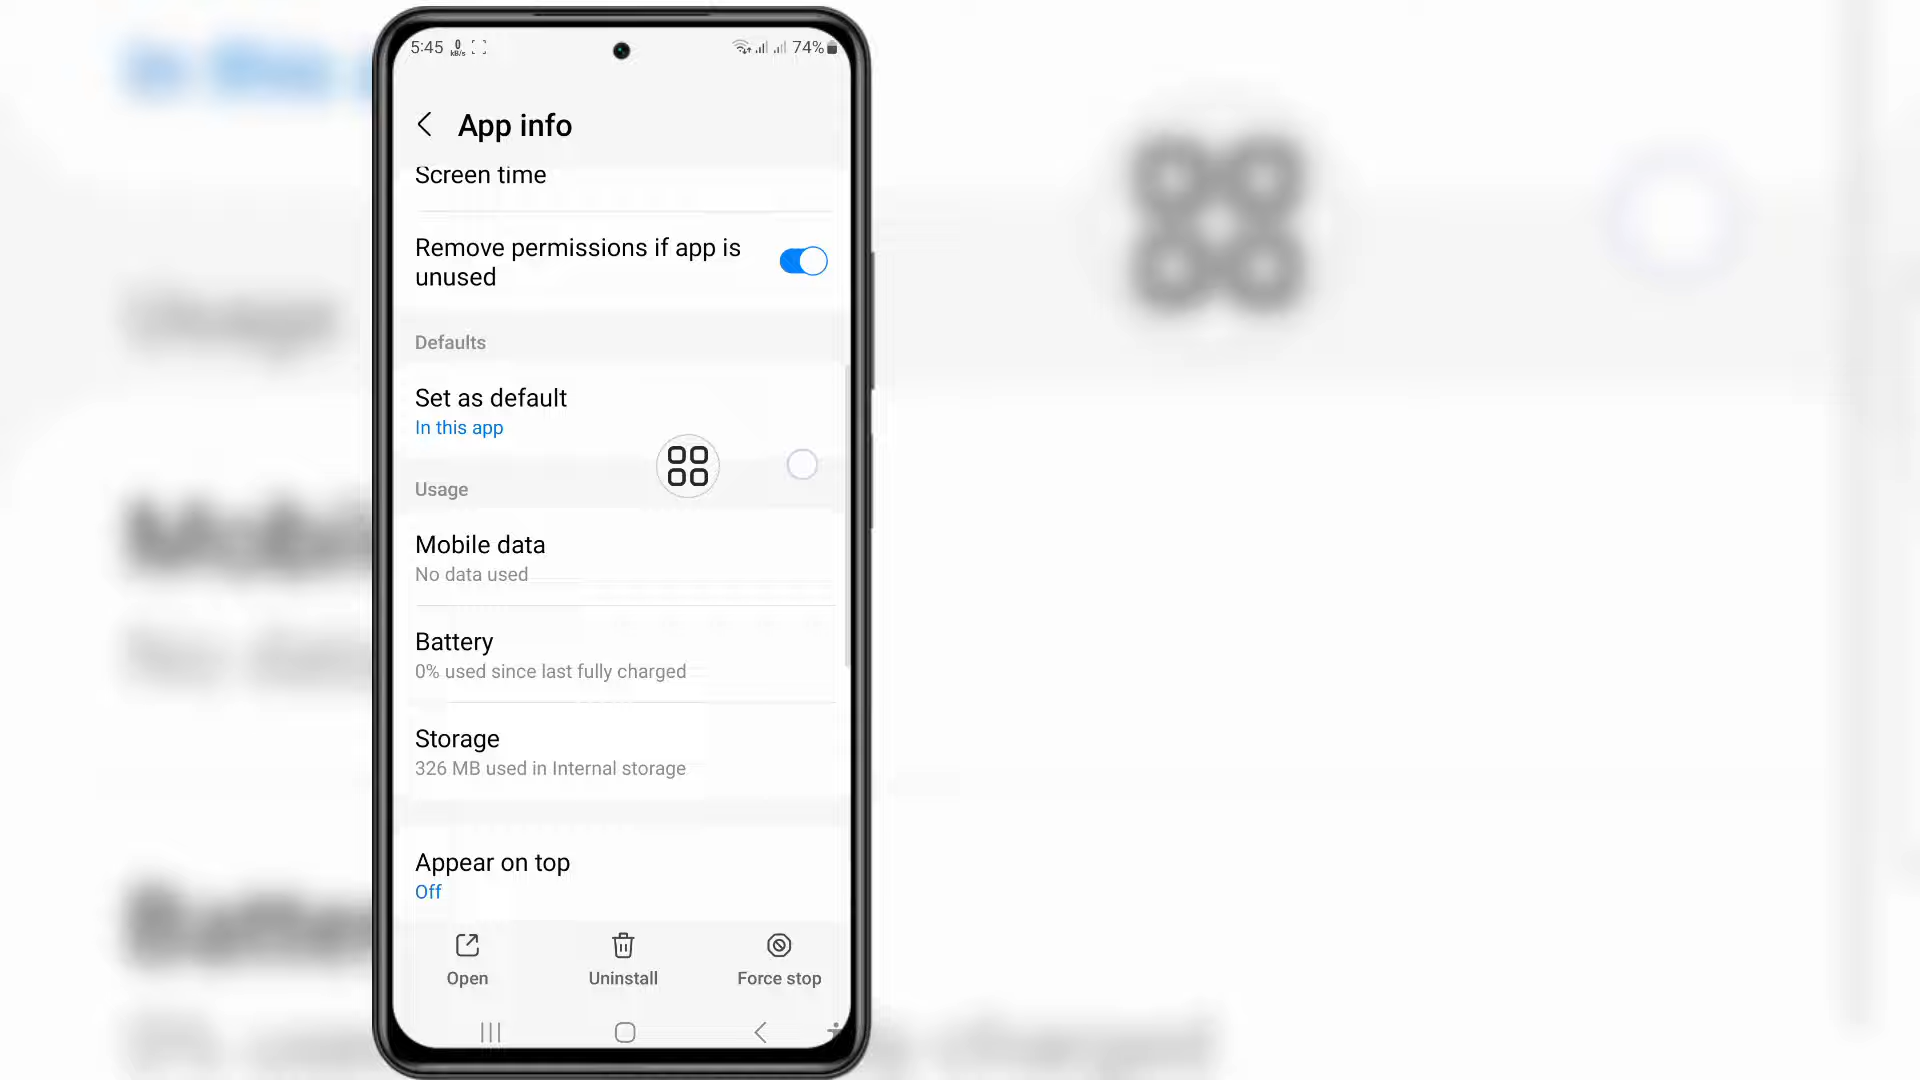 5:45 0 kB/s 74%
App info
Screen time
Remove permissions if app is
unused
Defaults
Set as default
In this app
Usage
Mobile data
No data used
Battery
0% used since last fully charged
Storage
326 MB used in Internal storage
Appear on top
Off
Open Uninstall Force stop